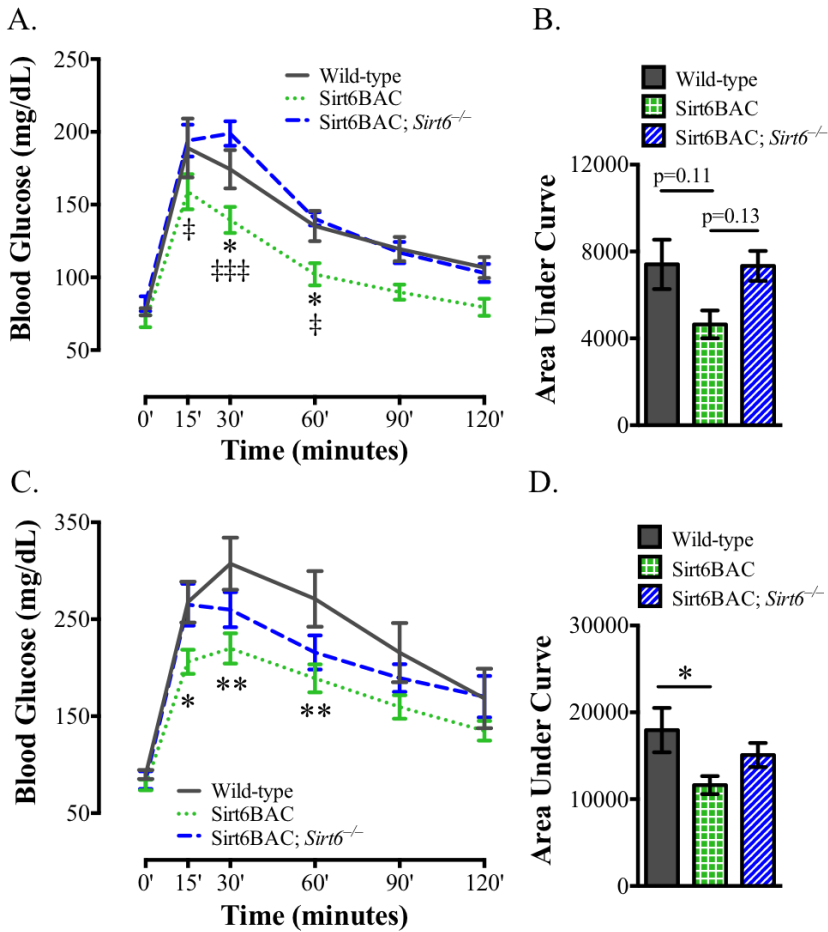 A.
Blood Glucose (mg/dL)
250
200
150
100
50
Wild-type
Sirt6BAC
Sirt6BAC; Sirt6–/–
‡
*
‡‡‡
*
‡
0' 15' 30' 60' 90' 120'
Time (minutes)
B.
Wild-type
Sirt6BAC
Sirt6BAC; Sirt6–/–
Area Under Curve
12000
8000
4000
0
p=0.11
p=0.13
C.
Blood Glucose (mg/dL)
350
250
150
50
*
**
**
Wild-type
Sirt6BAC
Sirt6BAC; Sirt6–/–
0' 15' 30' 60' 90' 120'
Time (minutes)
D.
Wild-type
Sirt6BAC
Sirt6BAC; Sirt6–/–
Area Under Curve
30000
20000
10000
0
*